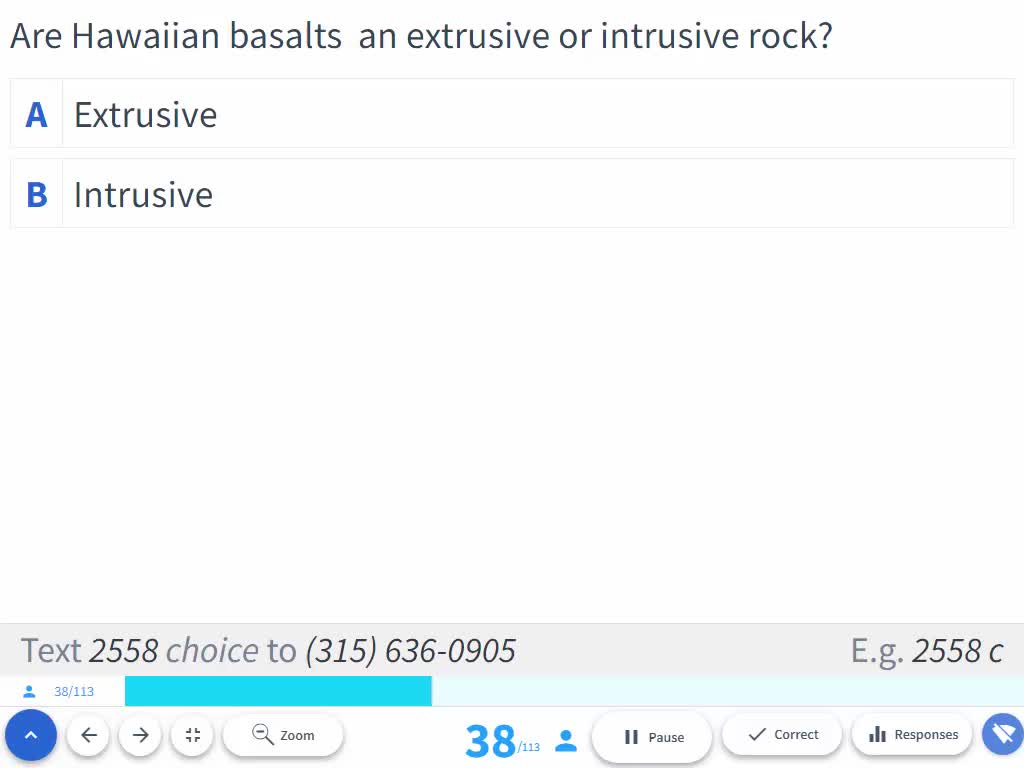 Are Hawaiian basalts  an extrusive or intrusive rock?
A Extrusive
B Intrusive
Text 2558 choice to (315) 636-0905 E.g. 2558 c
38/113
Zoom 38/113 Pause Correct Responses